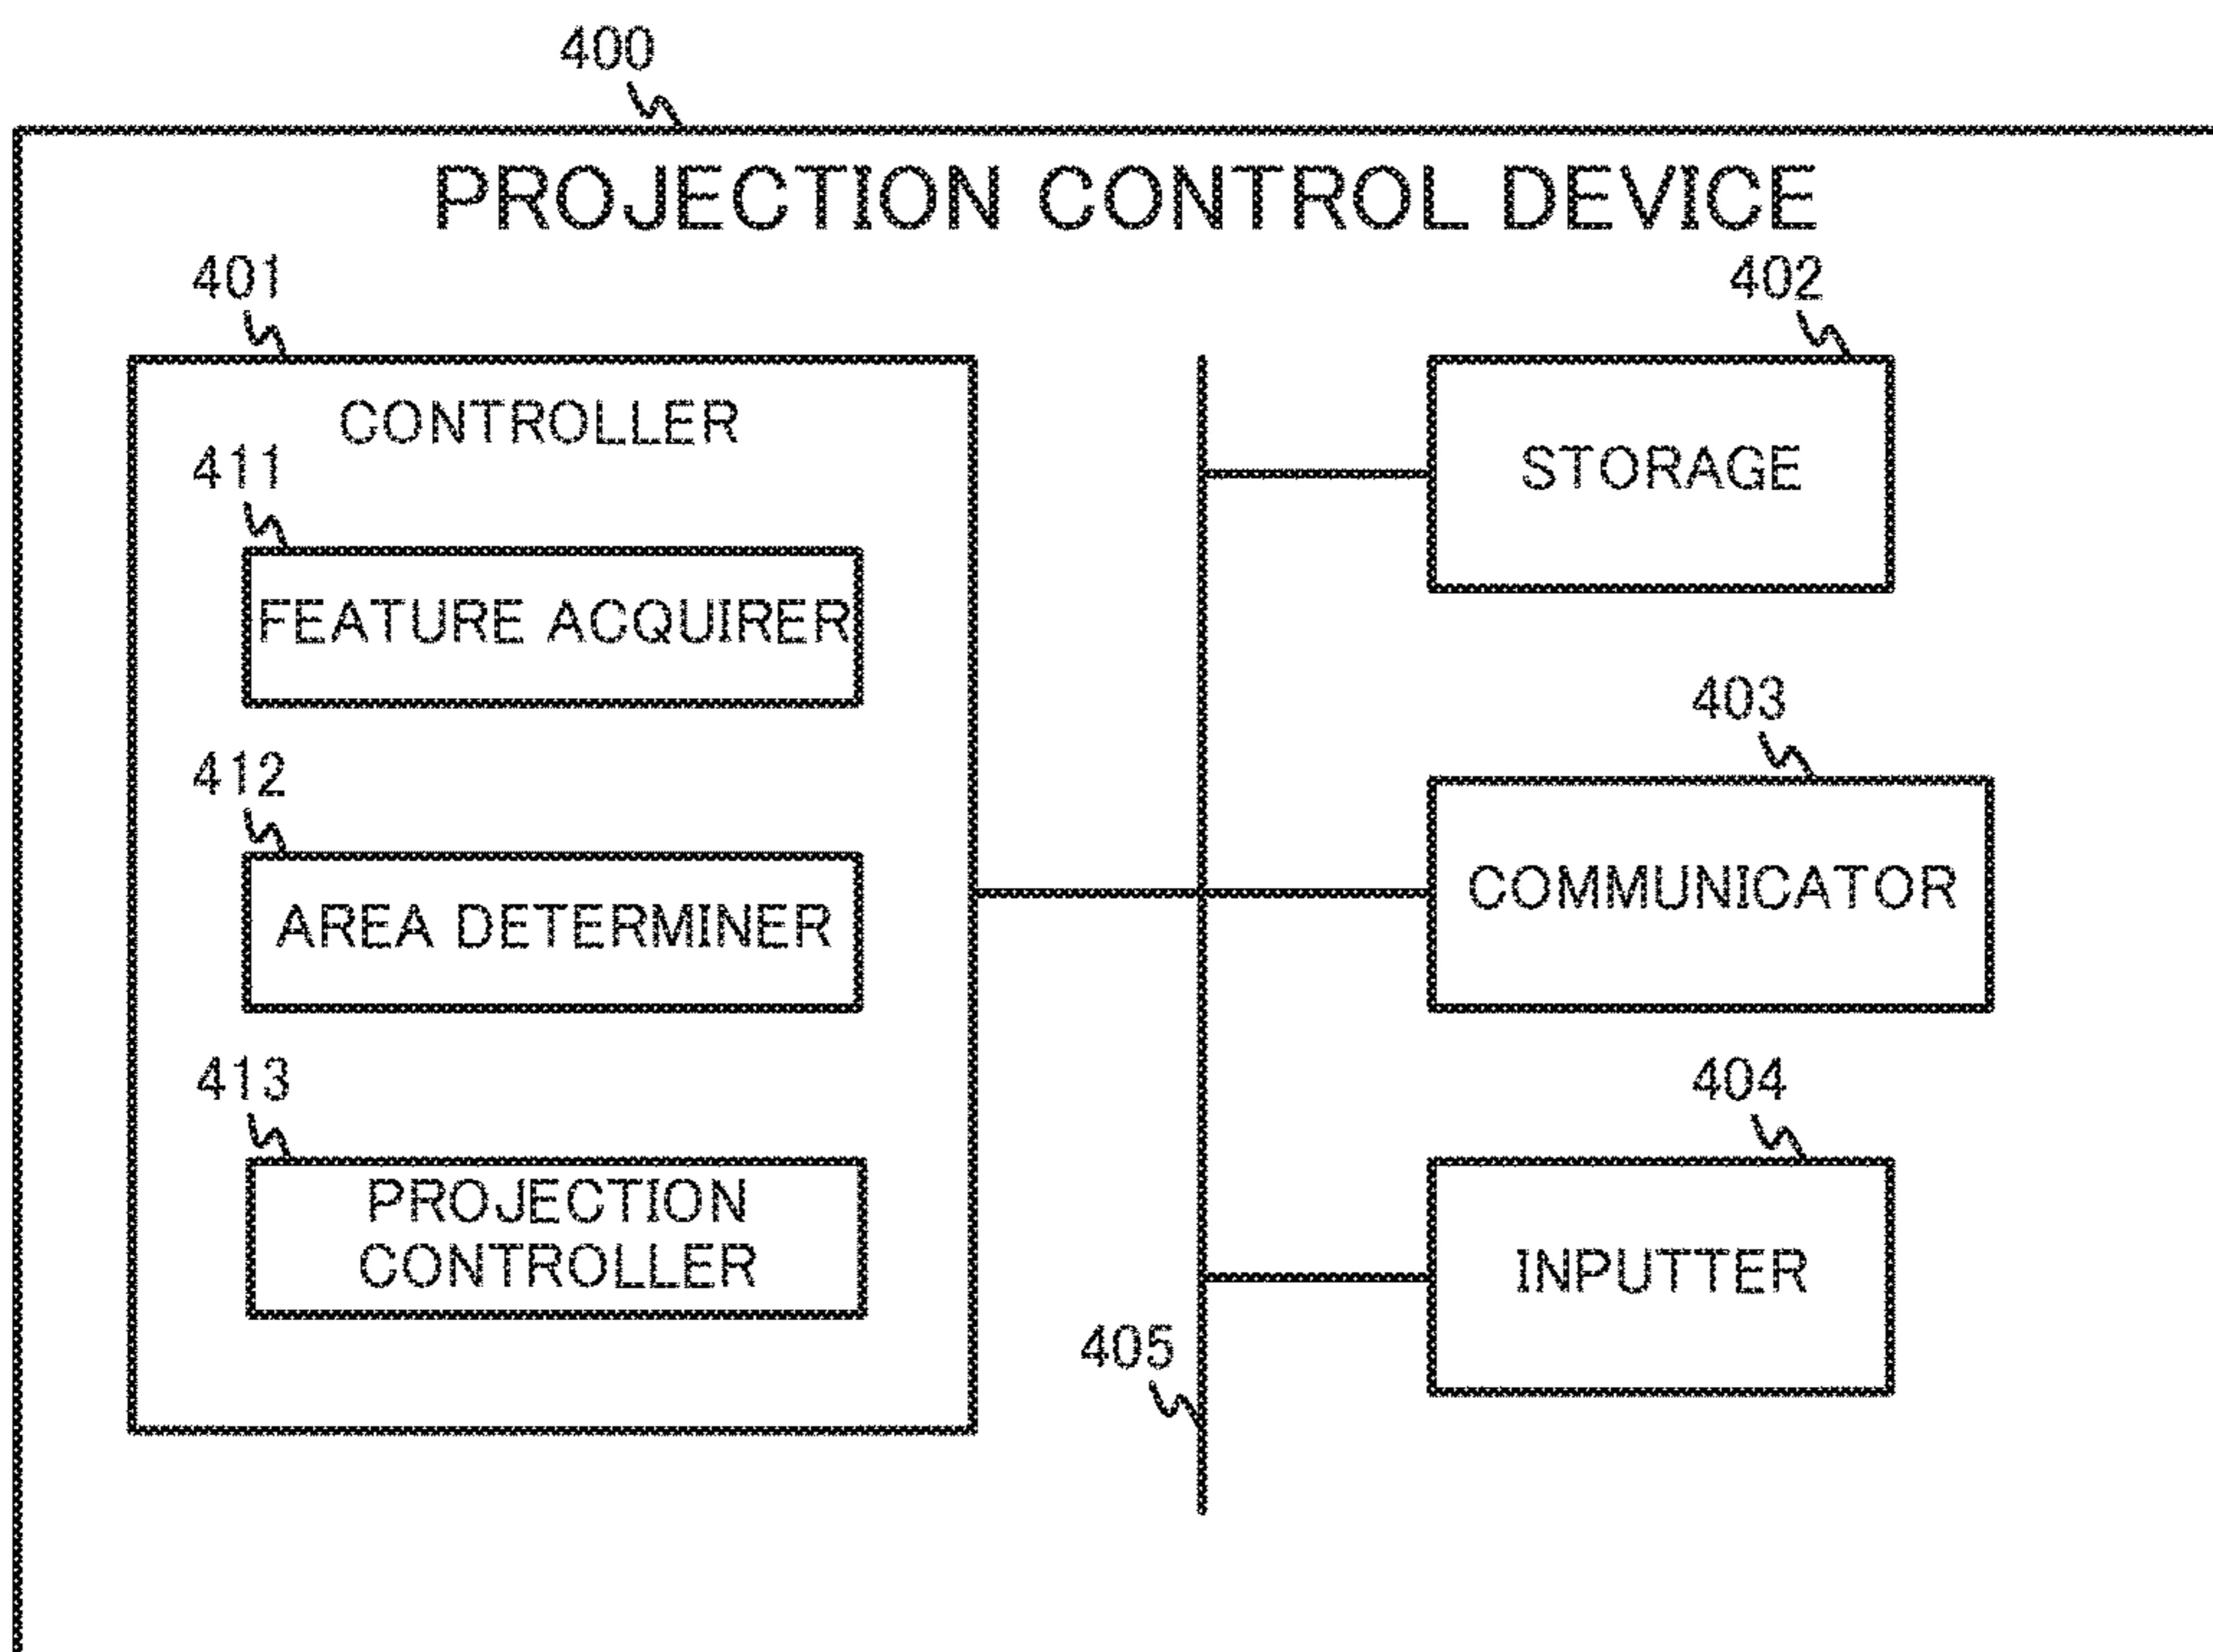 400
PROJECTION CONTROL DEVICE
401
CONTROLLER
411
FEATURE ACQUIRER
412
AREA DETERMINER
413
PROJECTION
CONTROLLER
402
STORAGE
403
COMMUNICATOR
404
INPUTTER
405